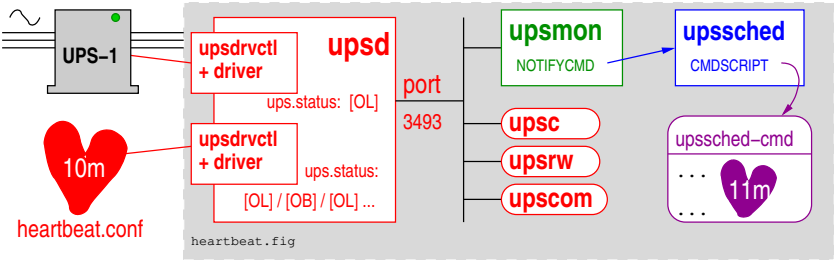 UPS-1
upsdrvctl
+ driver
upsd
ups.status: [OL]
upsdrvctl
+ driver
ups.status:
[OL] / [OB] / [OL] ...
10m
heartbeat.conf
heartbeat.fig
port
3493
upsmon
NOTIFYCMD
upssched
CMDSCRIPT
upsc
upsrw
upscom
upssched-cmd
. . .
11m
. . .